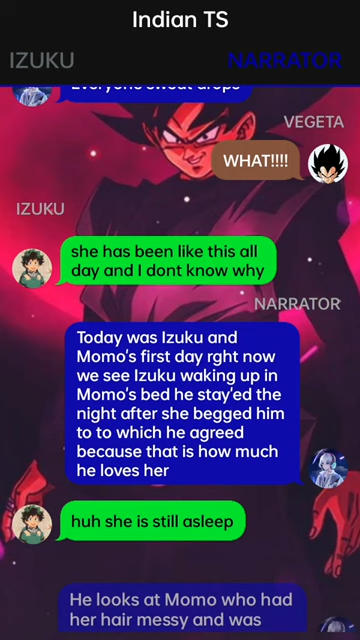 Indian TS
IZUKU
NARRATOR
Everyone sweat drops
VEGETA
WHAT!!!!
IZUKU
she has been like this all
day and I dont know why
NARRATOR
Today was Izuku and
Momo's first day rght now
we see Izuku waking up in
Momo's bed he stay'ed the
night after she begged him
to to which he agreed
because that is how much
he loves her
huh she is still asleep
He looks at Momo who had
her hair messy and was